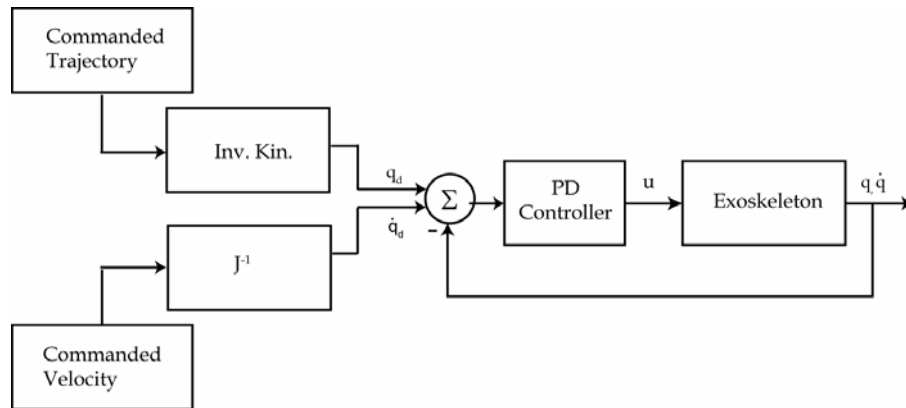 Commanded
Trajectory
Inv. Kin.
q_d
q̇_d
Σ
-
PD
Controller
u
Exoskeleton
q, q̇
J⁻¹
Commanded
Velocity